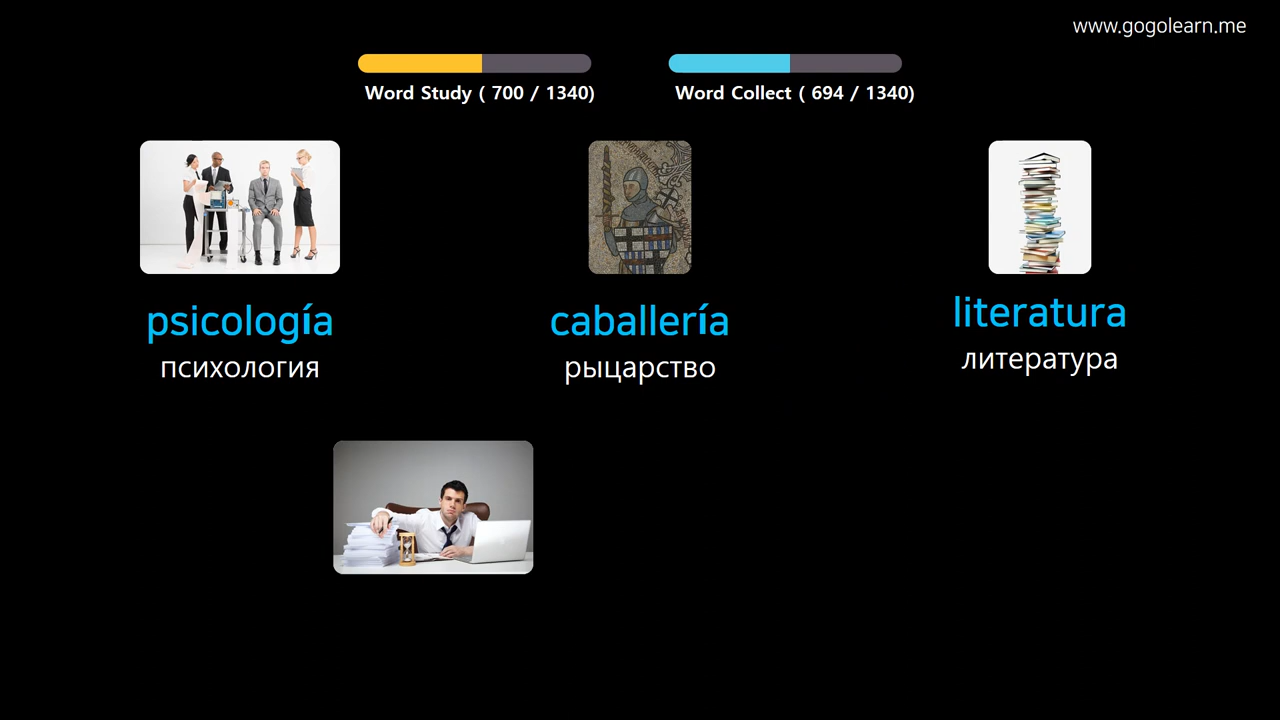 www.gogolearn.me
Word Study ( 700 / 1340)
Word Collect ( 694 / 1340)
psicología
психология
caballería
рыцарство
literatura
литература